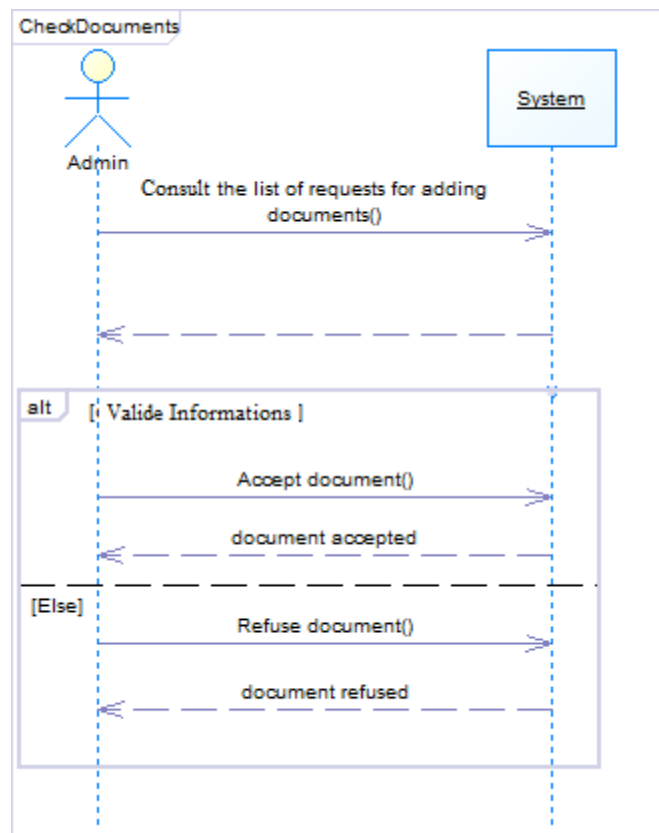 CheckDocuments
System
Admin
Consult the list of requests for adding
documents()
alt
[ Valide Informations ]
Accept document()
document accepted
[Else]
Refuse document()
document refused